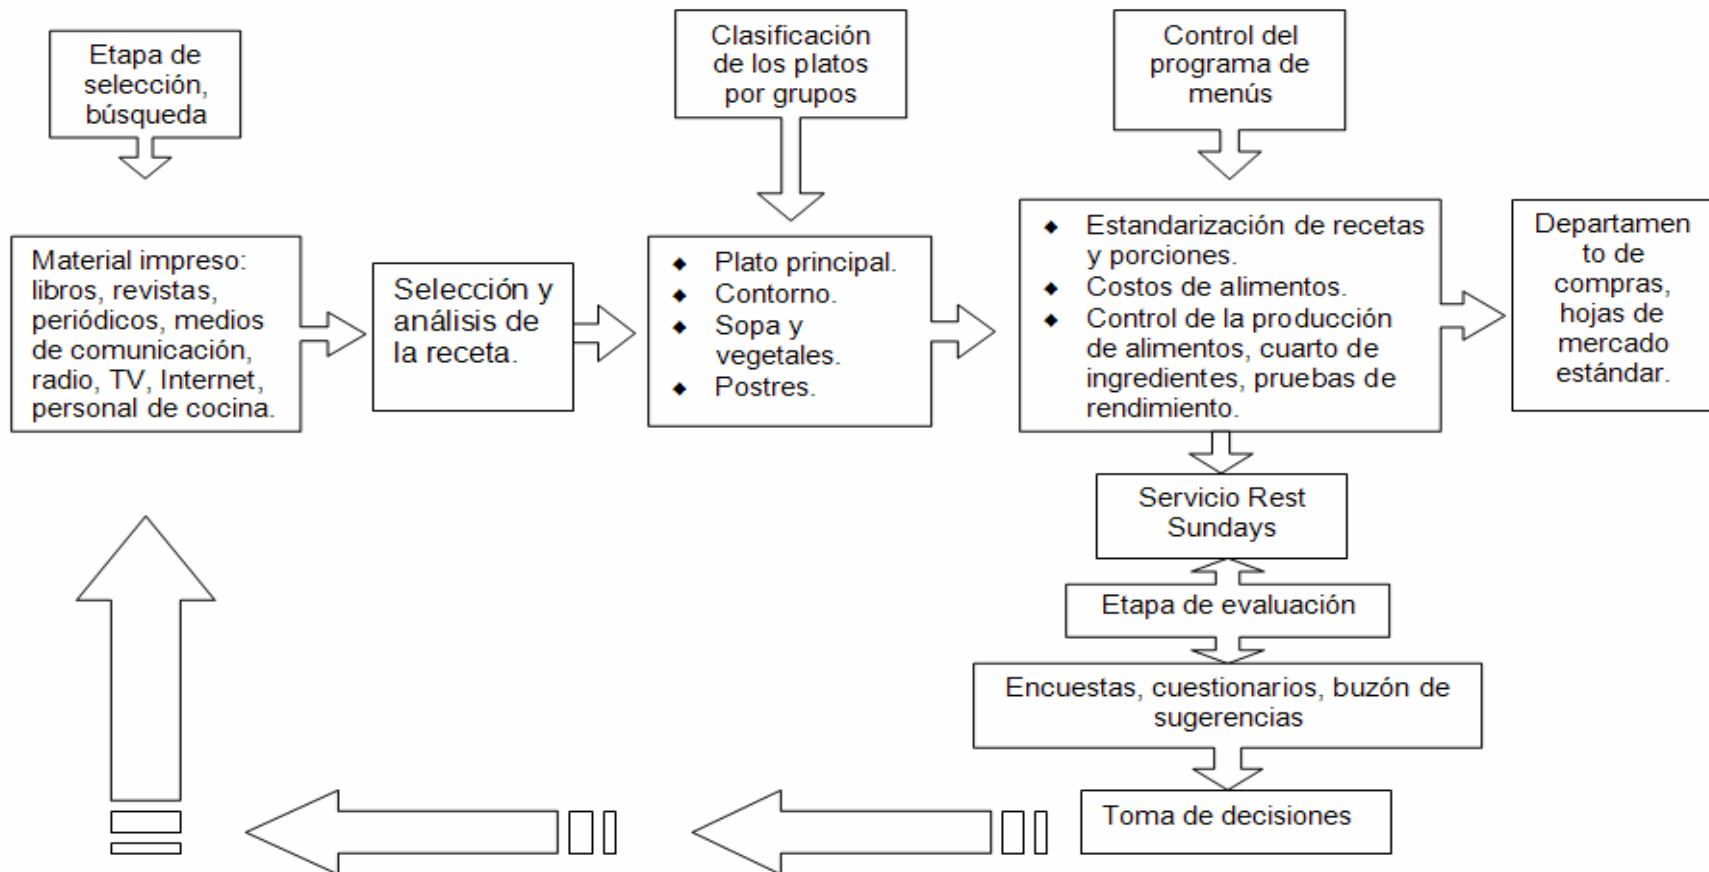 Etapa de
selección,
búsqueda
Clasificación
de los platos
por grupos
Control del
programa de
menús
Material impreso:
libros, revistas,
periódicos, medios
de comunicación,
radio, TV, Internet,
personal de cocina.
Selección y
análisis de
la receta.
◆ Plato principal.
◆ Contorno.
◆ Sopa y
vegetales.
◆ Postres.
◆ Estandarización de recetas
y porciones.
◆ Costos de alimentos.
◆ Control de la producción
de alimentos, cuarto de
ingredientes, pruebas de
rendimiento.
Departamen
to de
compras,
hojas de
mercado
estándar.
Servicio Rest
Sundays
Etapa de evaluación
Encuestas, cuestionarios, buzón de
sugerencias
Toma de decisiones